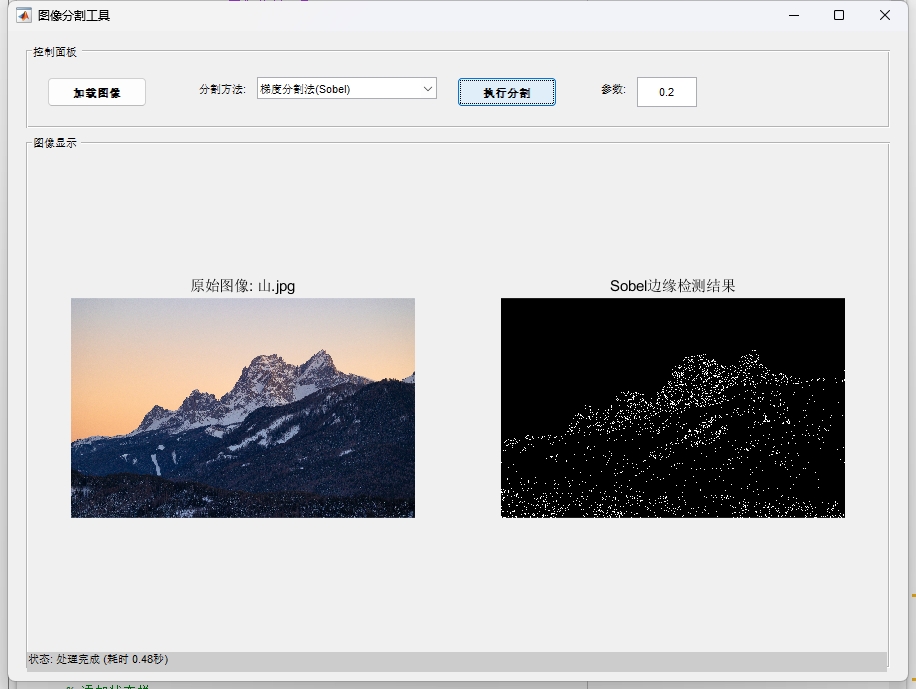 图像分割工具
控制面板
加载图像
分割方法:
梯度分割法(Sobel)
执行分割
参数:
0.2
图像显示
原始图像: 山.jpg
Sobel边缘检测结果
状态: 处理完成 (耗时 0.48秒)